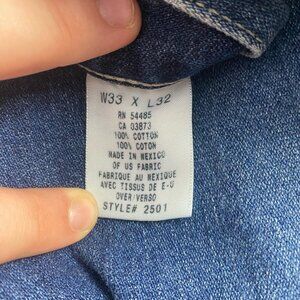 W33 X L32
RN 54485
CA 03873
100% COTTON
100% COTON
MADE IN MEXICO
OF US FABRIC
FABRIQUE AU MEXIQUE
AVEC TISSUS DE E-U
OVER/VERSO
STYLE# 2501